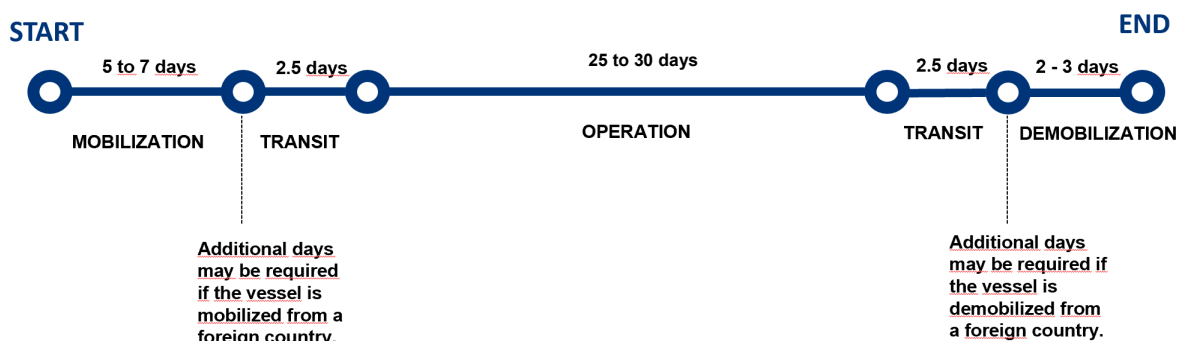 START
END
5 to 7 days
2.5 days
25 to 30 days
2.5 days
2 - 3 days
MOBILIZATION
TRANSIT
OPERATION
TRANSIT
DEMOBILIZATION
Additional days
may be required
if the vessel is
mobilized from a
foreign country.
Additional days
may be required if
the vessel is
demobilized from
a foreign country.